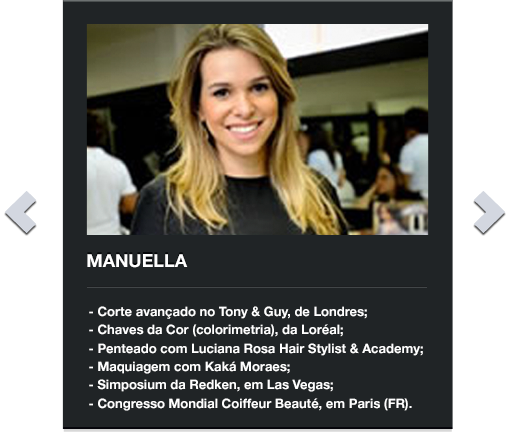 MANUELLA
- Corte avançado no Tony & Guy, de Londres;
- Chaves da Cor (colorimetria), da Loréal;
- Penteado com Luciana Rosa Hair Stylist & Academy;
- Maquiagem com Kaká Moraes;
- Simposium da Redken, em Las Vegas;
- Congresso Mondial Coiffeur Beauté, em Paris (FR).